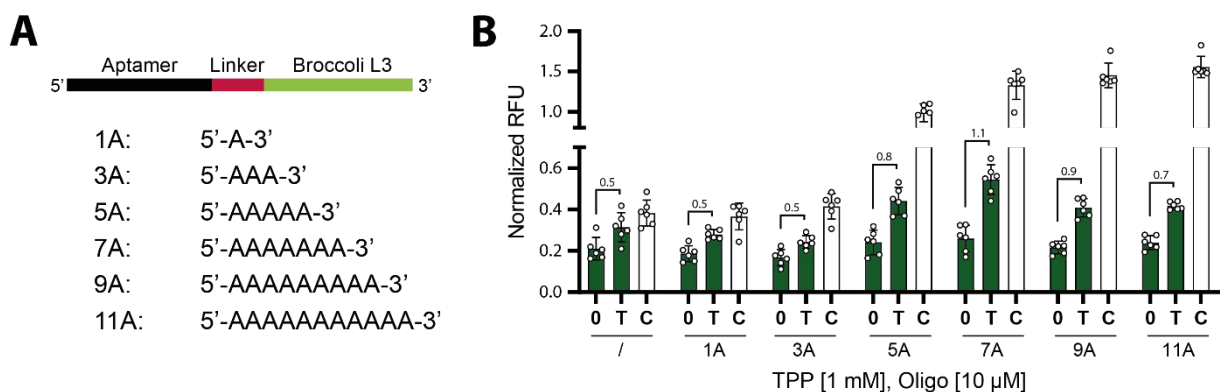 A
Aptamer Linker Broccoli L3
5' 3'
1A: 5'-A-3'
3A: 5'-AAA-3'
5A: 5'-AAAAA-3'
7A: 5'-AAAAAAA-3'
9A: 5'-AAAAAAAAA-3'
11A: 5'-AAAAAAAAAAA-3'
B
Normalized RFU
2.0
1.5
1.0
0.6
0.4
0.2
0.0
0.5 0.5 0.5 0.8 1.1 0.9 0.7
0 T C 0 T C 0 T C 0 T C 0 T C 0 T C 0 T C
/ 1A 3A 5A 7A 9A 11A
TPP [1 mM], Oligo [10 µM]